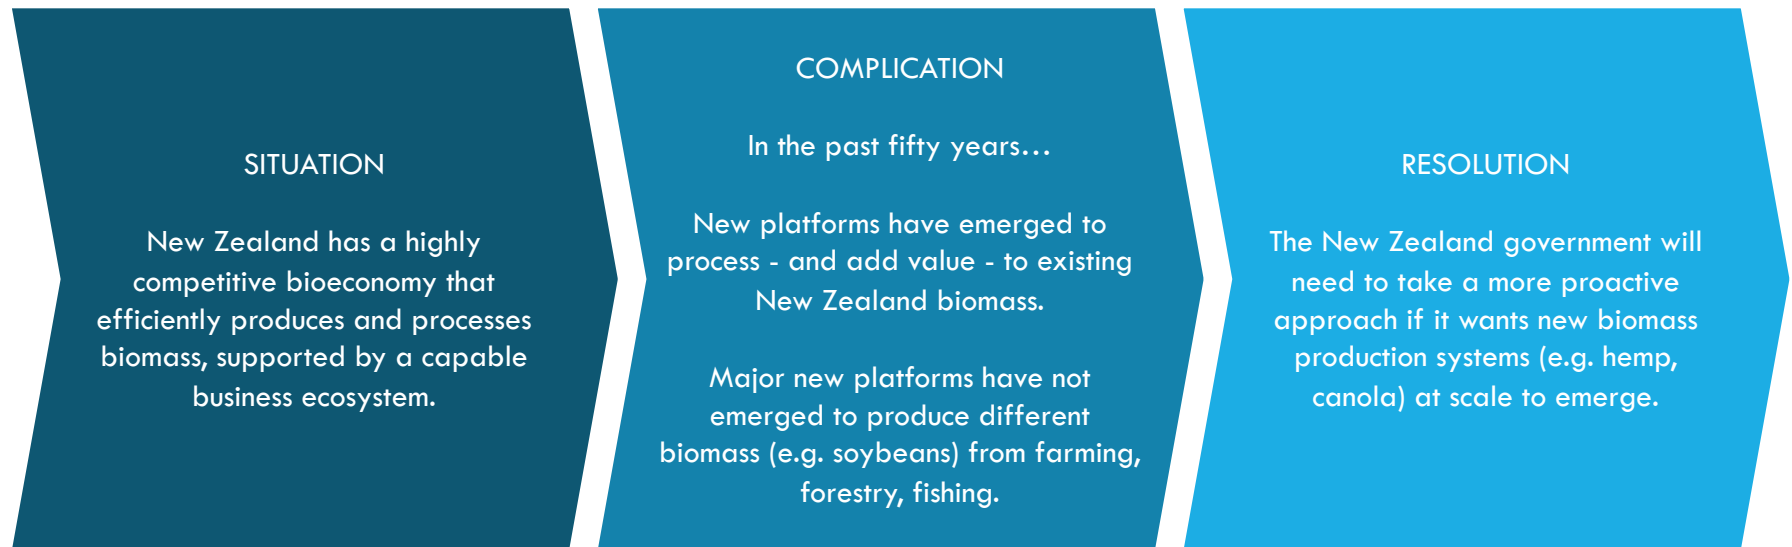 SITUATION
New Zealand has a highly
competitive bioeconomy that
efficiently produces and processes
biomass, supported by a capable
business ecosystem.
COMPLICATION
In the past fifty years...
New platforms have emerged to
process - and add value - to existing
New Zealand biomass.
Major new platforms have not
emerged to produce different
biomass (e.g. soybeans) from farming,
forestry, fishing.
RESOLUTION
The New Zealand government will
need to take a more proactive
approach if it wants new biomass
production systems (e.g. hemp,
canola) at scale to emerge.